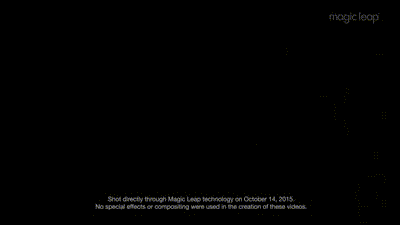 magic leap
Shot directly through Magic Leap technology on October 14, 2015.
No special effects or compositing were used in the creation of these videos.